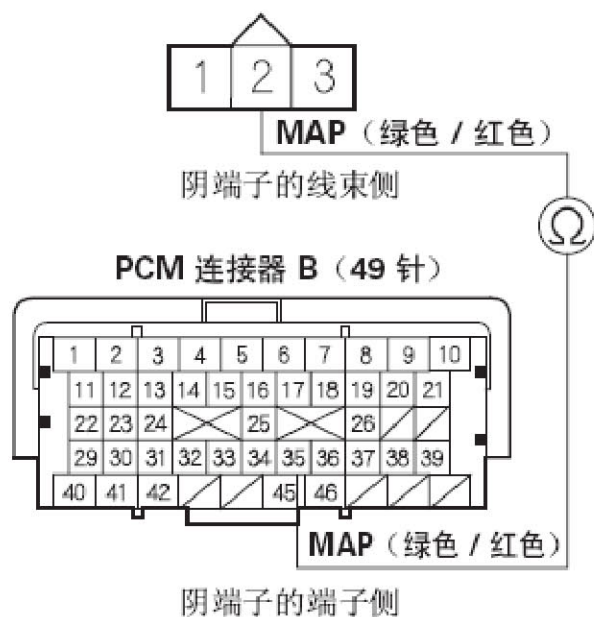 1 2 3
MAP（绿色 / 红色）
阴端子的线束侧
Ω
PCM 连接器 B（49 针）
1 2 3 4 5 6 7 8 9 10
11 12 13 14 15 16 17 18 19 20 21
22 23 24 25 26
29 30 31 32 33 34 35 36 37 38 39
40 41 42 45 46
MAP（绿色 / 红色）
阴端子的端子侧